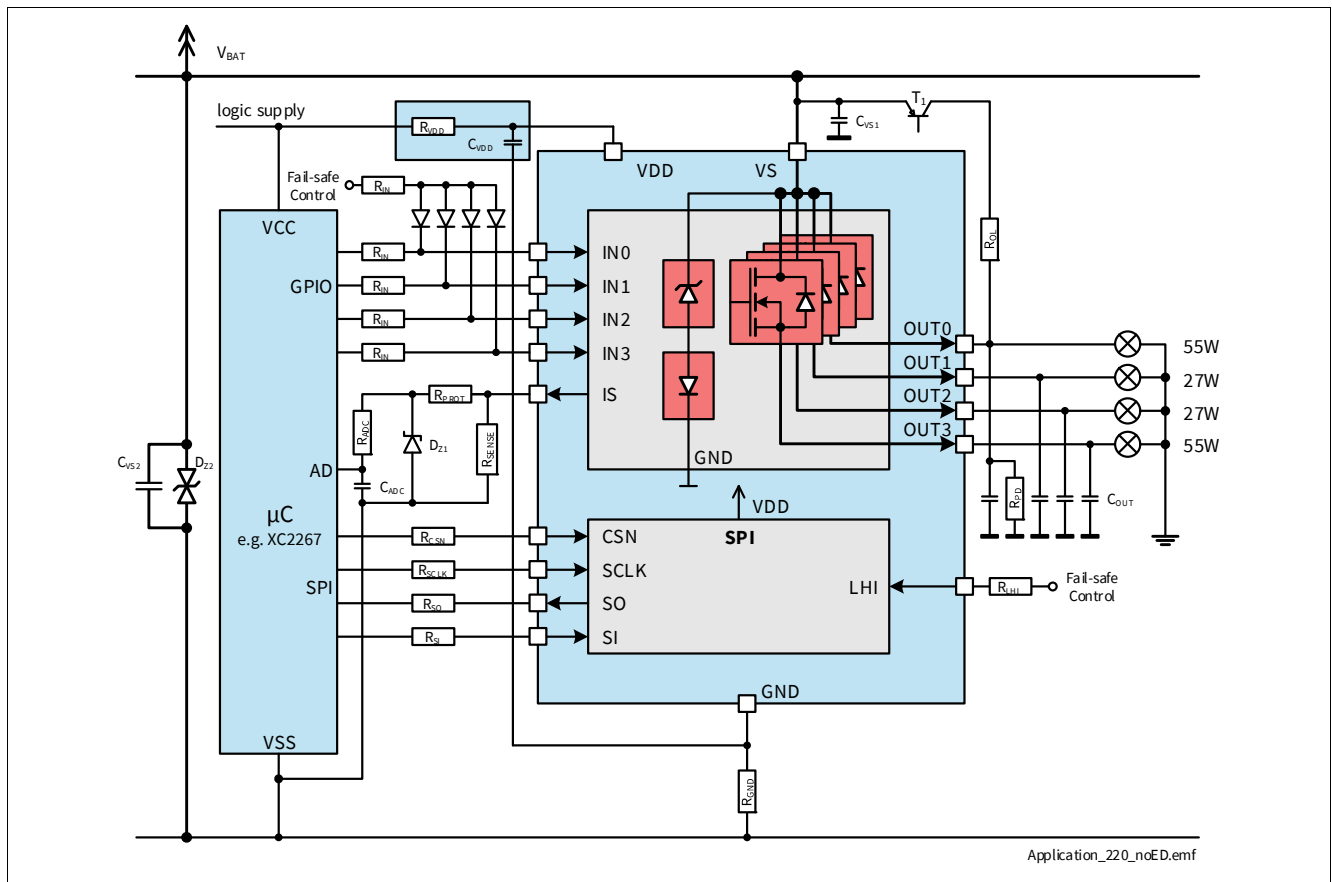 VBAT
logic supply
T1
RVDD
CVDD
CVS1
VDD
VS
Fail-safe
Control
RIN
VCC
RIN
IN0
ROL
GPIO
RIN
IN1
RIN
IN2
OUT0
55W
RIN
IN3
OUT1
27W
RPROT
IS
OUT2
27W
RADC
DZ1
RSENSE
OUT3
55W
GND
CVS2
DZ2
AD
CADC
RPD
COUT
VDD
µC
e.g. XC2267
RCSN
CSN
SPI
RSCLK
SCLK
SPI
LHI
RLHI
Fail-safe
Control
RSO
SO
RSI
SI
GND
VSS
RGND
Application_220_noED.emf